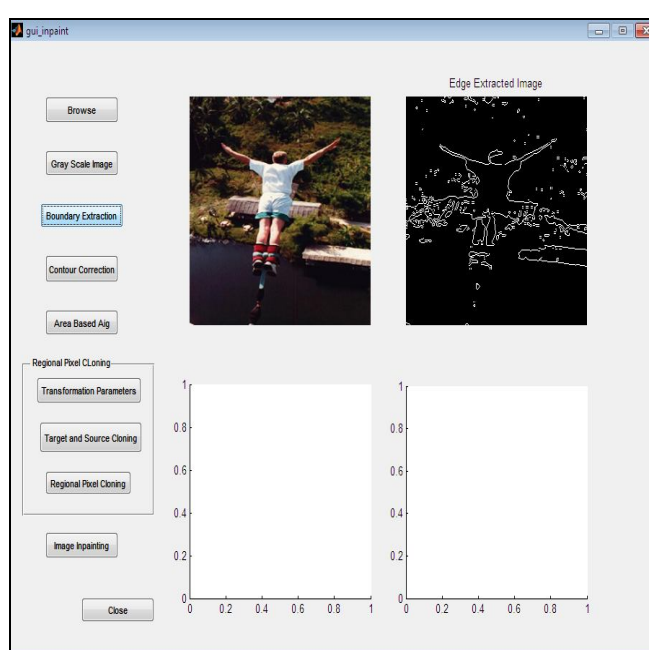 gui_inpaint
Edge Extracted Image
Browse
Gray Scale Image
Boundary Extraction
Contour Correction
Area Based Alg
Regional Pixel CLoning
Transformation Parameters
Target and Source Cloning
Regional Pixel Cloning
Image Inpainting
Close
1
0.8
0.6
0.4
0.2
0
0 0.2 0.4 0.6 0.8 1
1
0.8
0.6
0.4
0.2
0
0 0.2 0.4 0.6 0.8 1